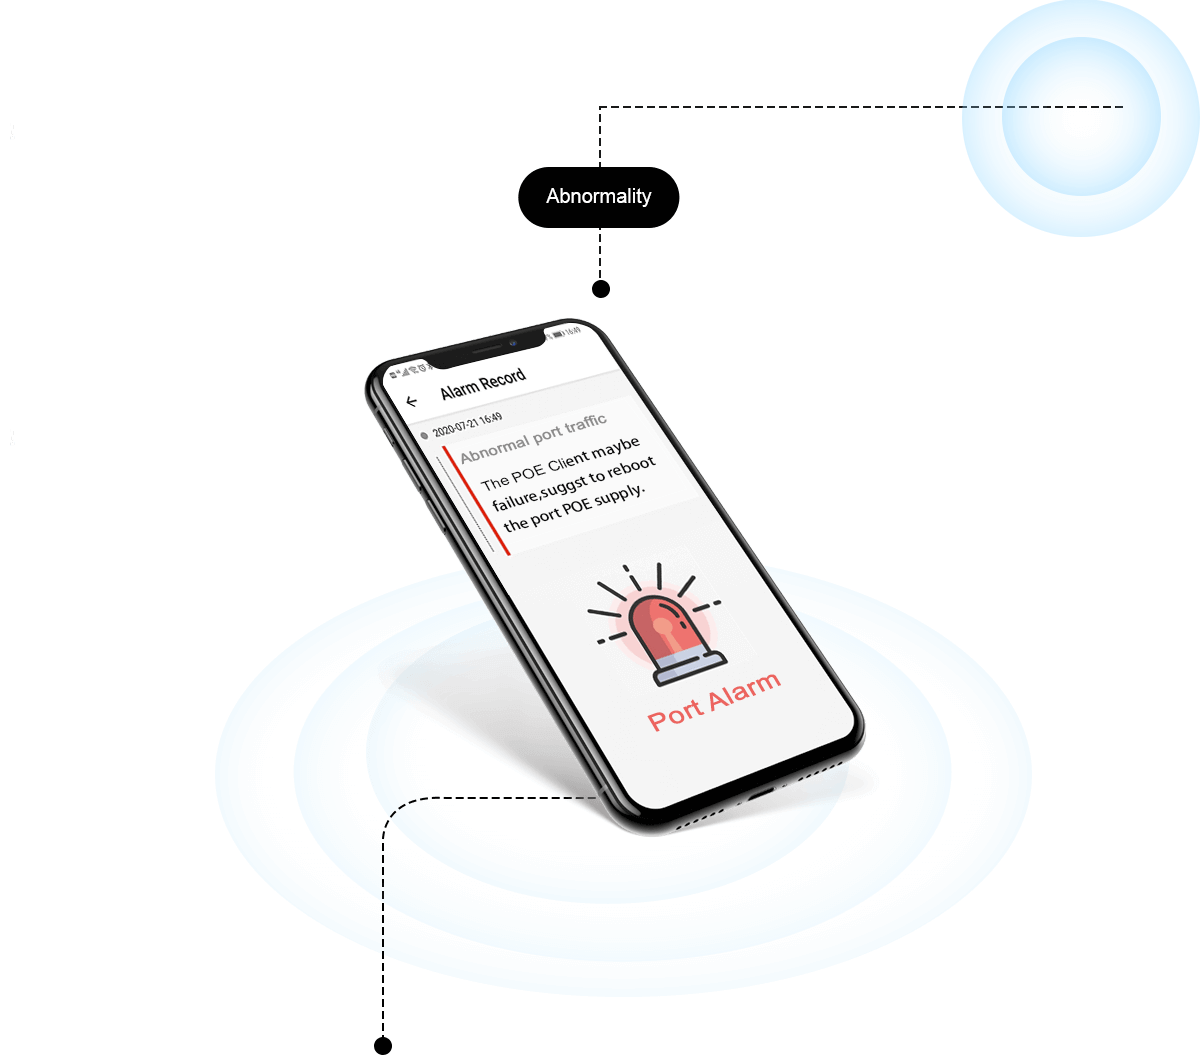 Abnormality
16:49
Alarm Record
2020-07-21 16:49
Abnormal port traffic
The POE Client maybe
failure,suggst to reboot
the port POE supply.
Port Alarm